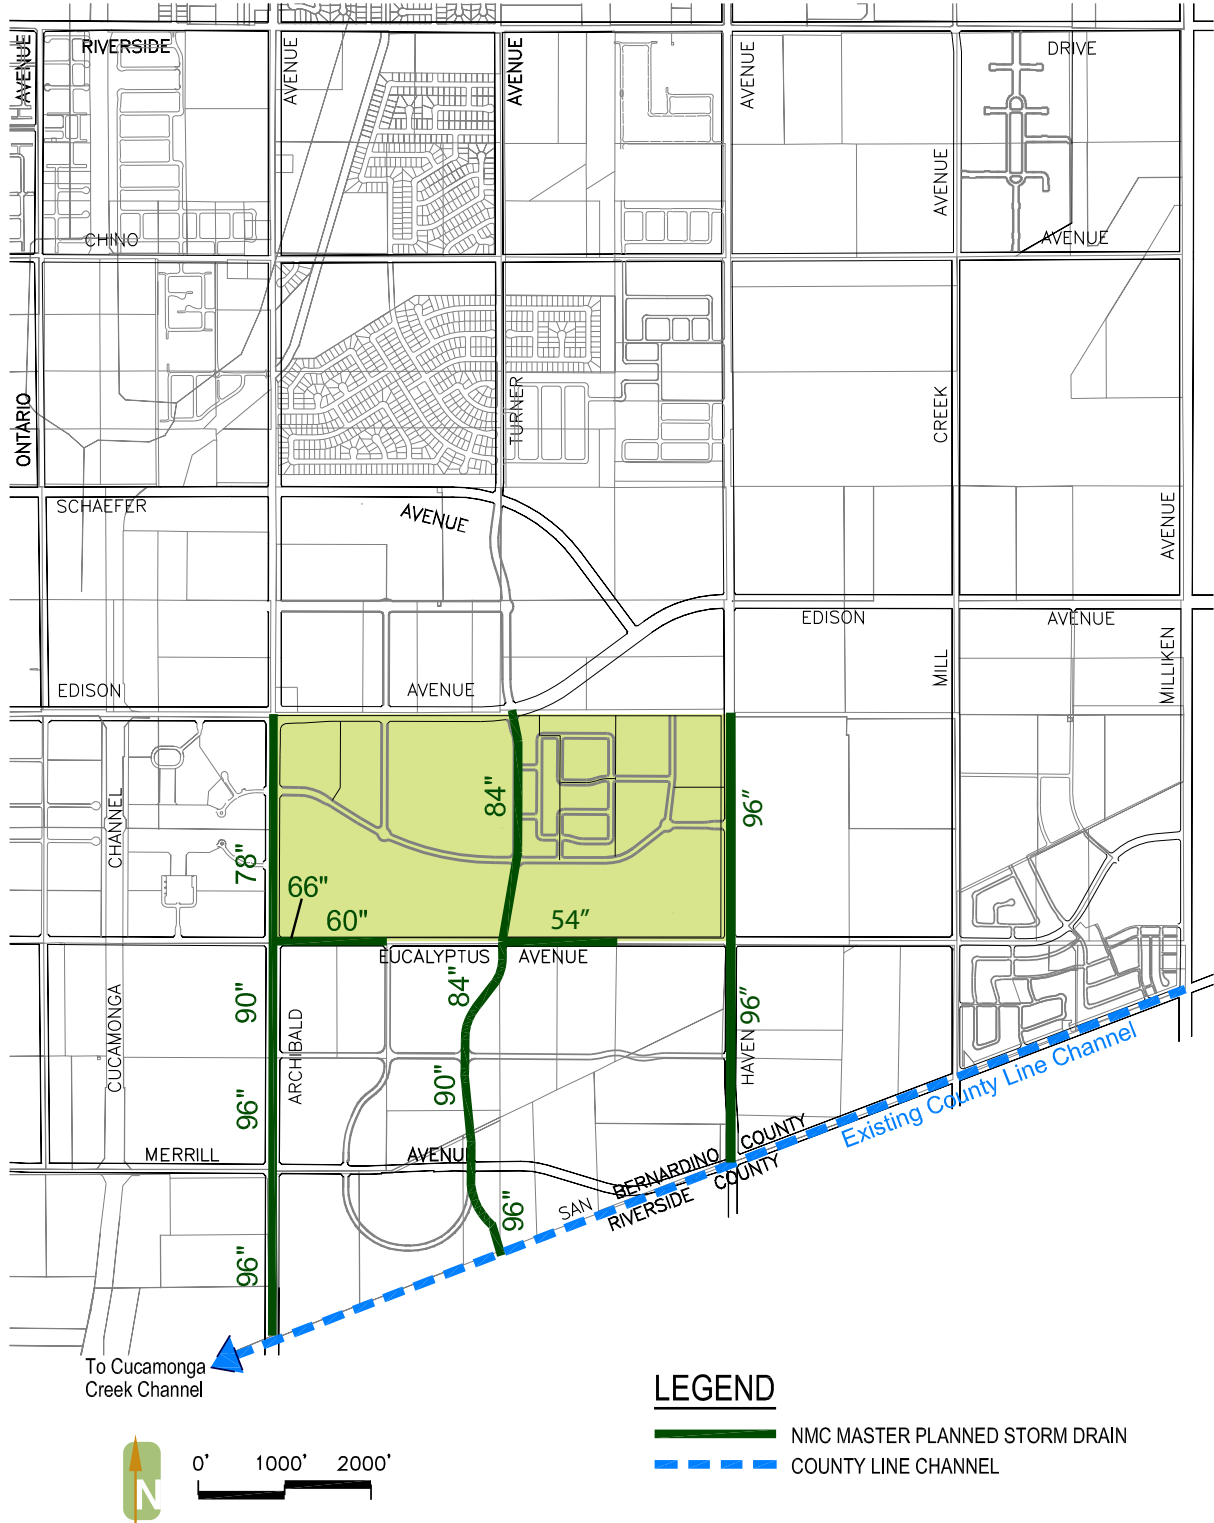 RIVERSIDE
DRIVE
AVENUE
AVENUE
AVENUE
AVENUE
AVENUE
CHINO
AVENUE
ONTARIO
TURNER
CREEK
SCHAEFER
AVENUE
AVENUE
EDISON
AVENUE
EDISON
AVENUE
MILL
MILLIKEN
CHANNEL
78"
84"
96"
66"
60"
54"
EUCALYPTUS
AVENUE
CUCAMONGA
90"
ARCHIBALD
84"
96"
HAVEN
90"
96"
Existing County Line Channel
MERRILL
AVENU
SAN
BERNARDINO
COUNTY
RIVERSIDE
COUNTY
96"
96"
To Cucamonga
Creek Channel
LEGEND
NMC MASTER PLANNED STORM DRAIN
COUNTY LINE CHANNEL
N
0'
1000'
2000'